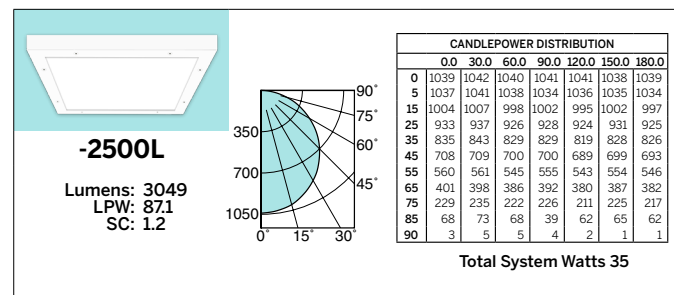 -2500L
Lumens: 3049
LPW: 87.1
SC: 1.2
90°
75°
60°
45°
350
700
1050
0° 15° 30°
CANDLEPOWER DISTRIBUTION
0.0 30.0 60.0 90.0 120.0 150.0 180.0
0 1039 1042 1040 1041 1041 1038 1039
5 1037 1041 1038 1034 1036 1035 1034
15 1004 1007 998 1002 995 1002 997
25 933 937 926 928 924 931 925
35 835 843 829 829 819 828 826
45 708 709 700 700 689 699 693
55 560 561 545 555 543 554 546
65 401 398 386 392 380 387 382
75 229 235 222 226 211 225 217
85 68 73 68 39 62 65 62
90 3 5 5 4 2 1 1
Total System Watts 35